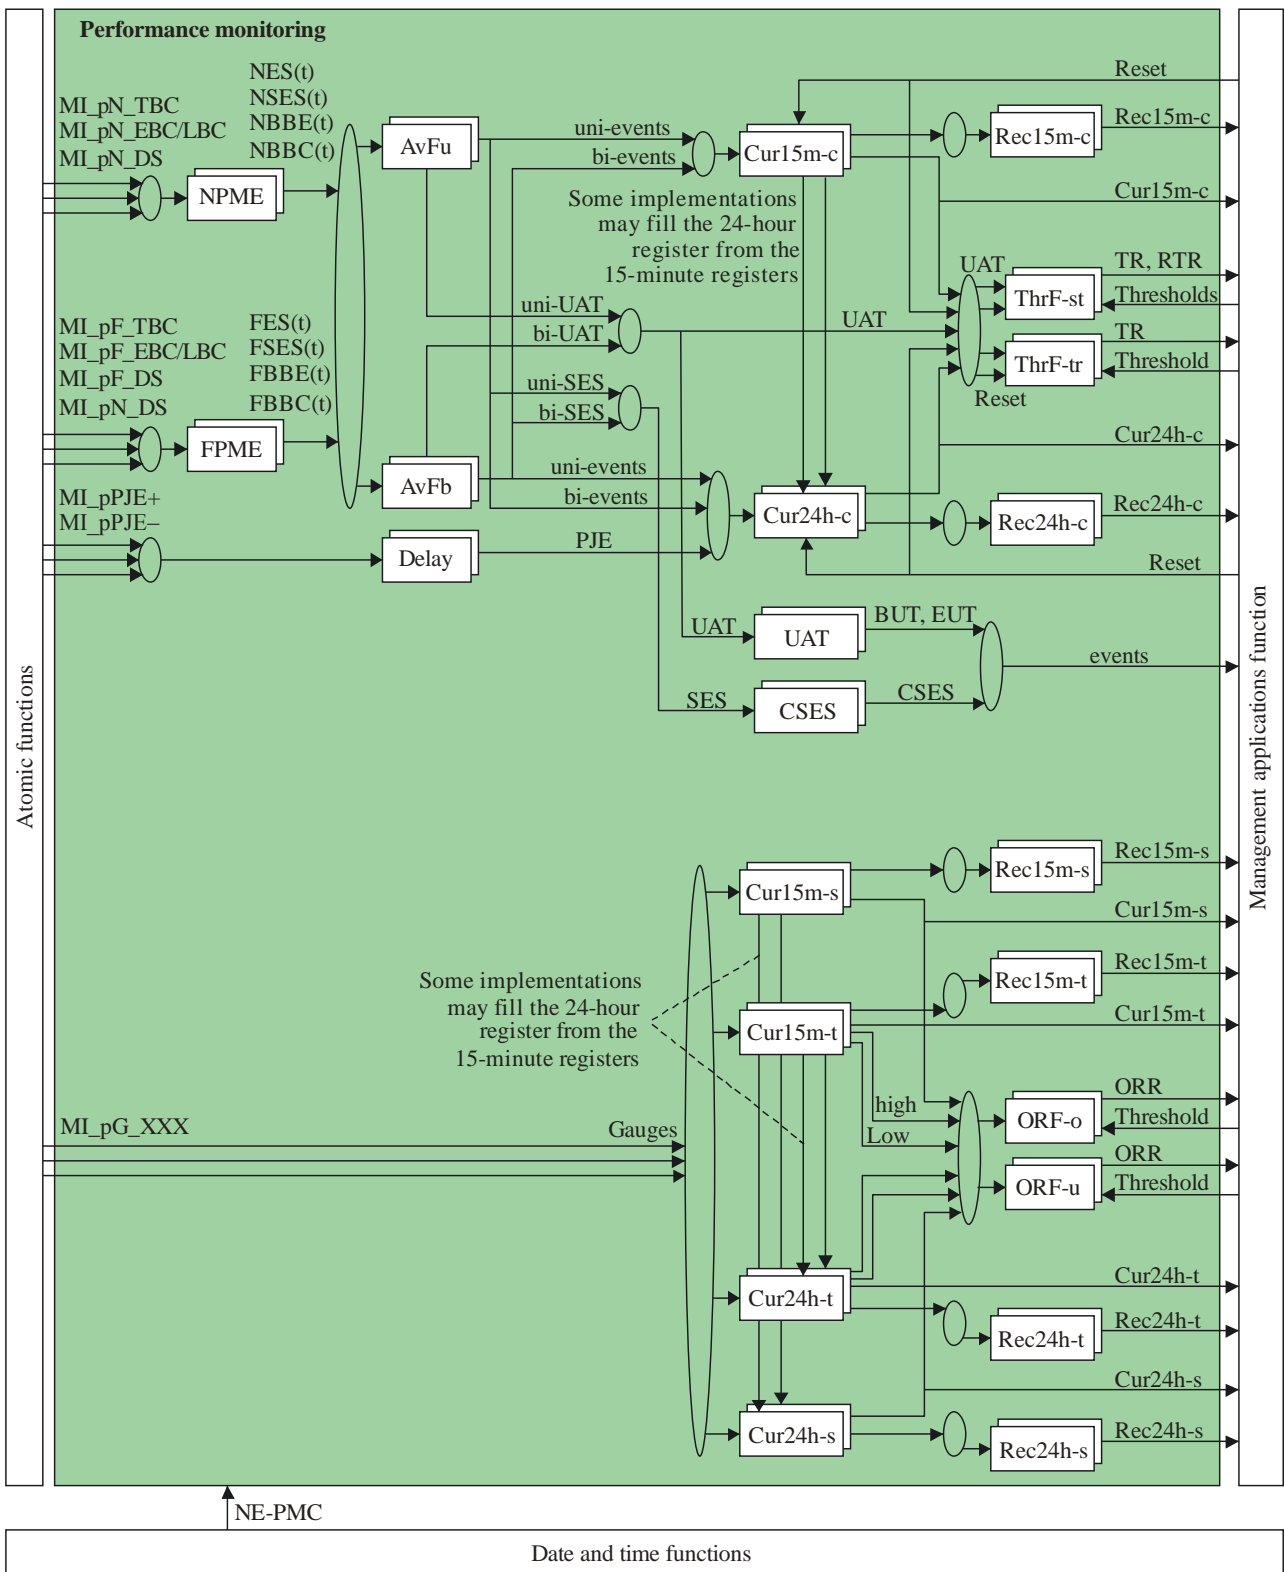 Performance monitoring
NES(t)
NSES(t)
NBBE(t)
NBBC(t)
MI_pN_TBC
MI_pN_EBC/LBC
MI_pN_DS
NPME
AvFu
uni-events
bi-events
Cur15m-c
Rec15m-c
Reset
Rec15m-c
Cur15m-c
Some implementations
may fill the 24-hour
register from the
15-minute registers
UAT
ThrF-st
TR, RTR
Thresholds
ThrF-tr
TR
Threshold
Reset
uni-UAT
bi-UAT
UAT
MI_pF_TBC
MI_pF_EBC/LBC
MI_pF_DS
MI_pN_DS
FES(t)
FSES(t)
FBBE(t)
FBBC(t)
FPME
uni-SES
bi-SES
AvFb
uni-events
bi-events
Cur24h-c
Cur24h-c
Rec24h-c
Rec24h-c
MI_pPJE+
MI_pPJE–
Delay
PJE
Reset
UAT
UAT
BUT, EUT
events
SES
CSES
CSES
Atomic functions
Management applications function
Cur15m-s
Rec15m-s
Rec15m-s
Cur15m-s
Some implementations
may fill the 24-hour
register from the
15-minute registers
Cur15m-t
Rec15m-t
Rec15m-t
Cur15m-t
MI_pG_XXX
Gauges
high
Low
ORF-o
ORR
Threshold
ORF-u
ORR
Threshold
Cur24h-t
Cur24h-t
Rec24h-t
Rec24h-t
Cur24h-s
Cur24h-s
Rec24h-s
Rec24h-s
NE-PMC
Date and time functions